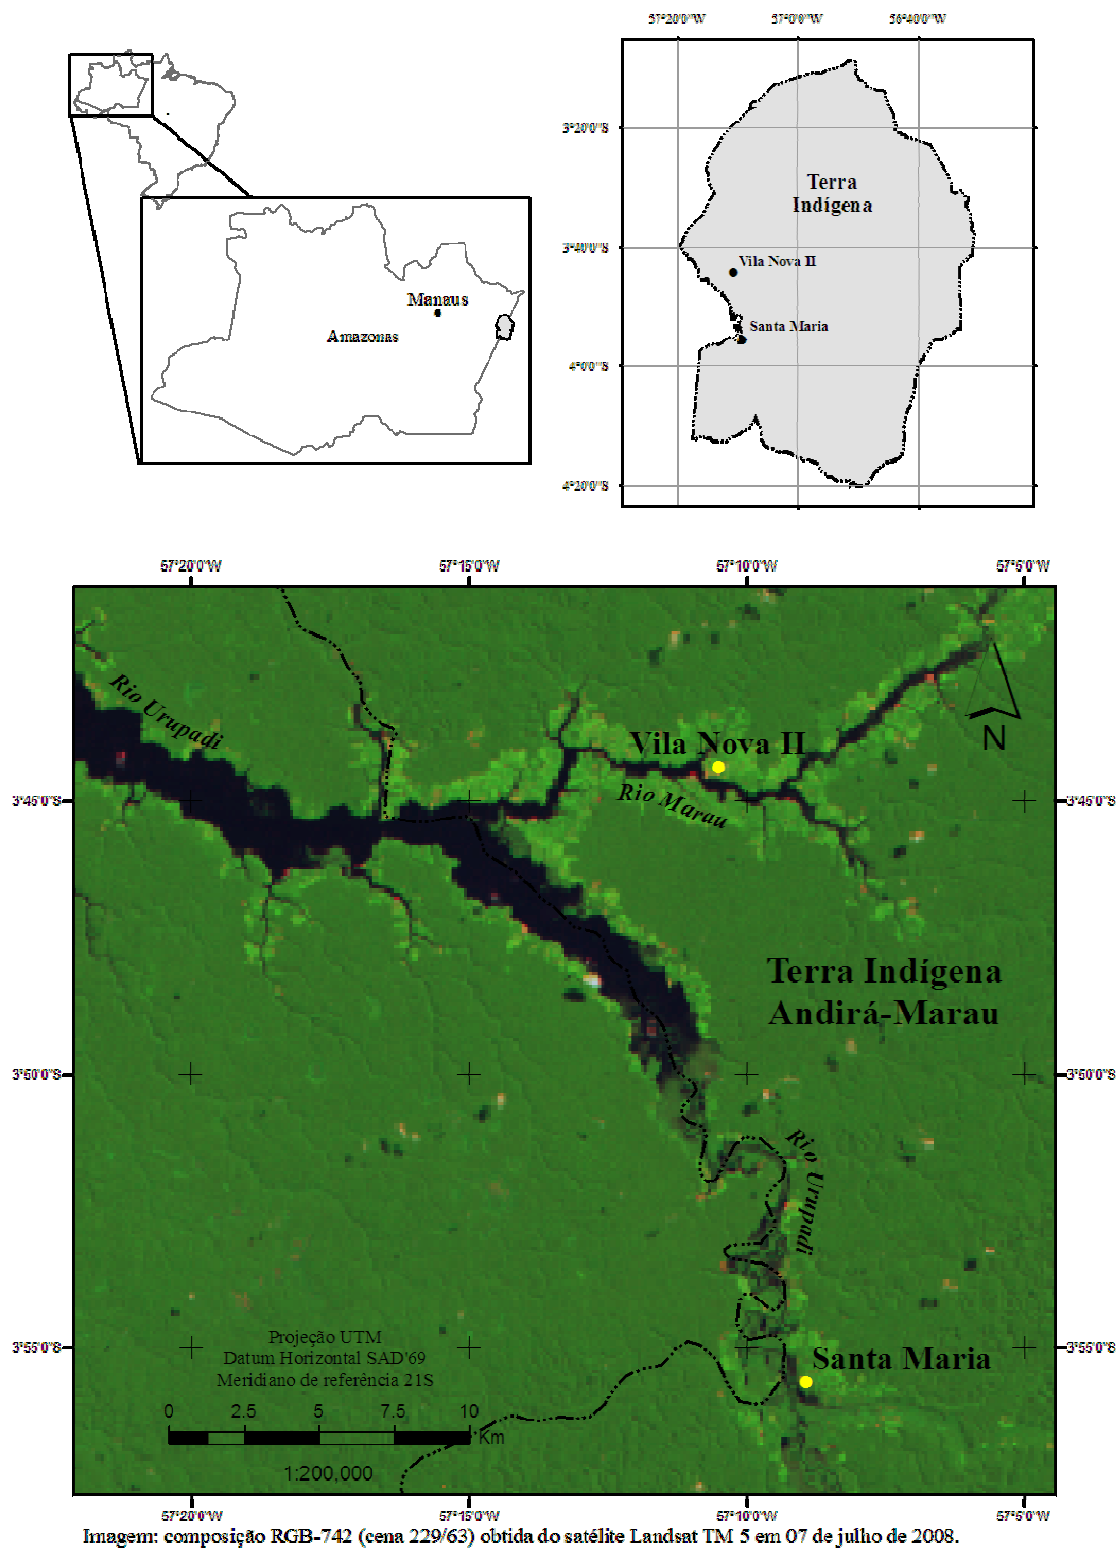 57°20'0"W 57°0'0"W 56°40'0"W
3°20'0"S
3°40'0"S
4°00'0"S
4°20'0"S
Terra
Indígena
Vila Nova II
Santa Maria
Manaus
Amazonas
57°20'0"W 57°15'0"W 57°10'0"W 57°5'0"W
Rio Urupadi
Vila Nova II
N
Rio Marau
3°45'0"S 3°45'0"S
Terra Indígena
Andirá-Marau
3°50'0"S 3°50'0"S
Rio Urupadi
3°55'0"S 3°55'0"S
Santa Maria
Projeção UTM
Datum Horizontal SAD'69
Meridiano de referência 21S
0 2.5 5 7.5 10
Km
1:200,000
57°20'0"W 57°15'0"W 57°10'0"W 57°5'0"W
Imagem: composição RGB-742 (cena 229/63) obtida do satélite Landsat TM 5 em 07 de julho de 2008.